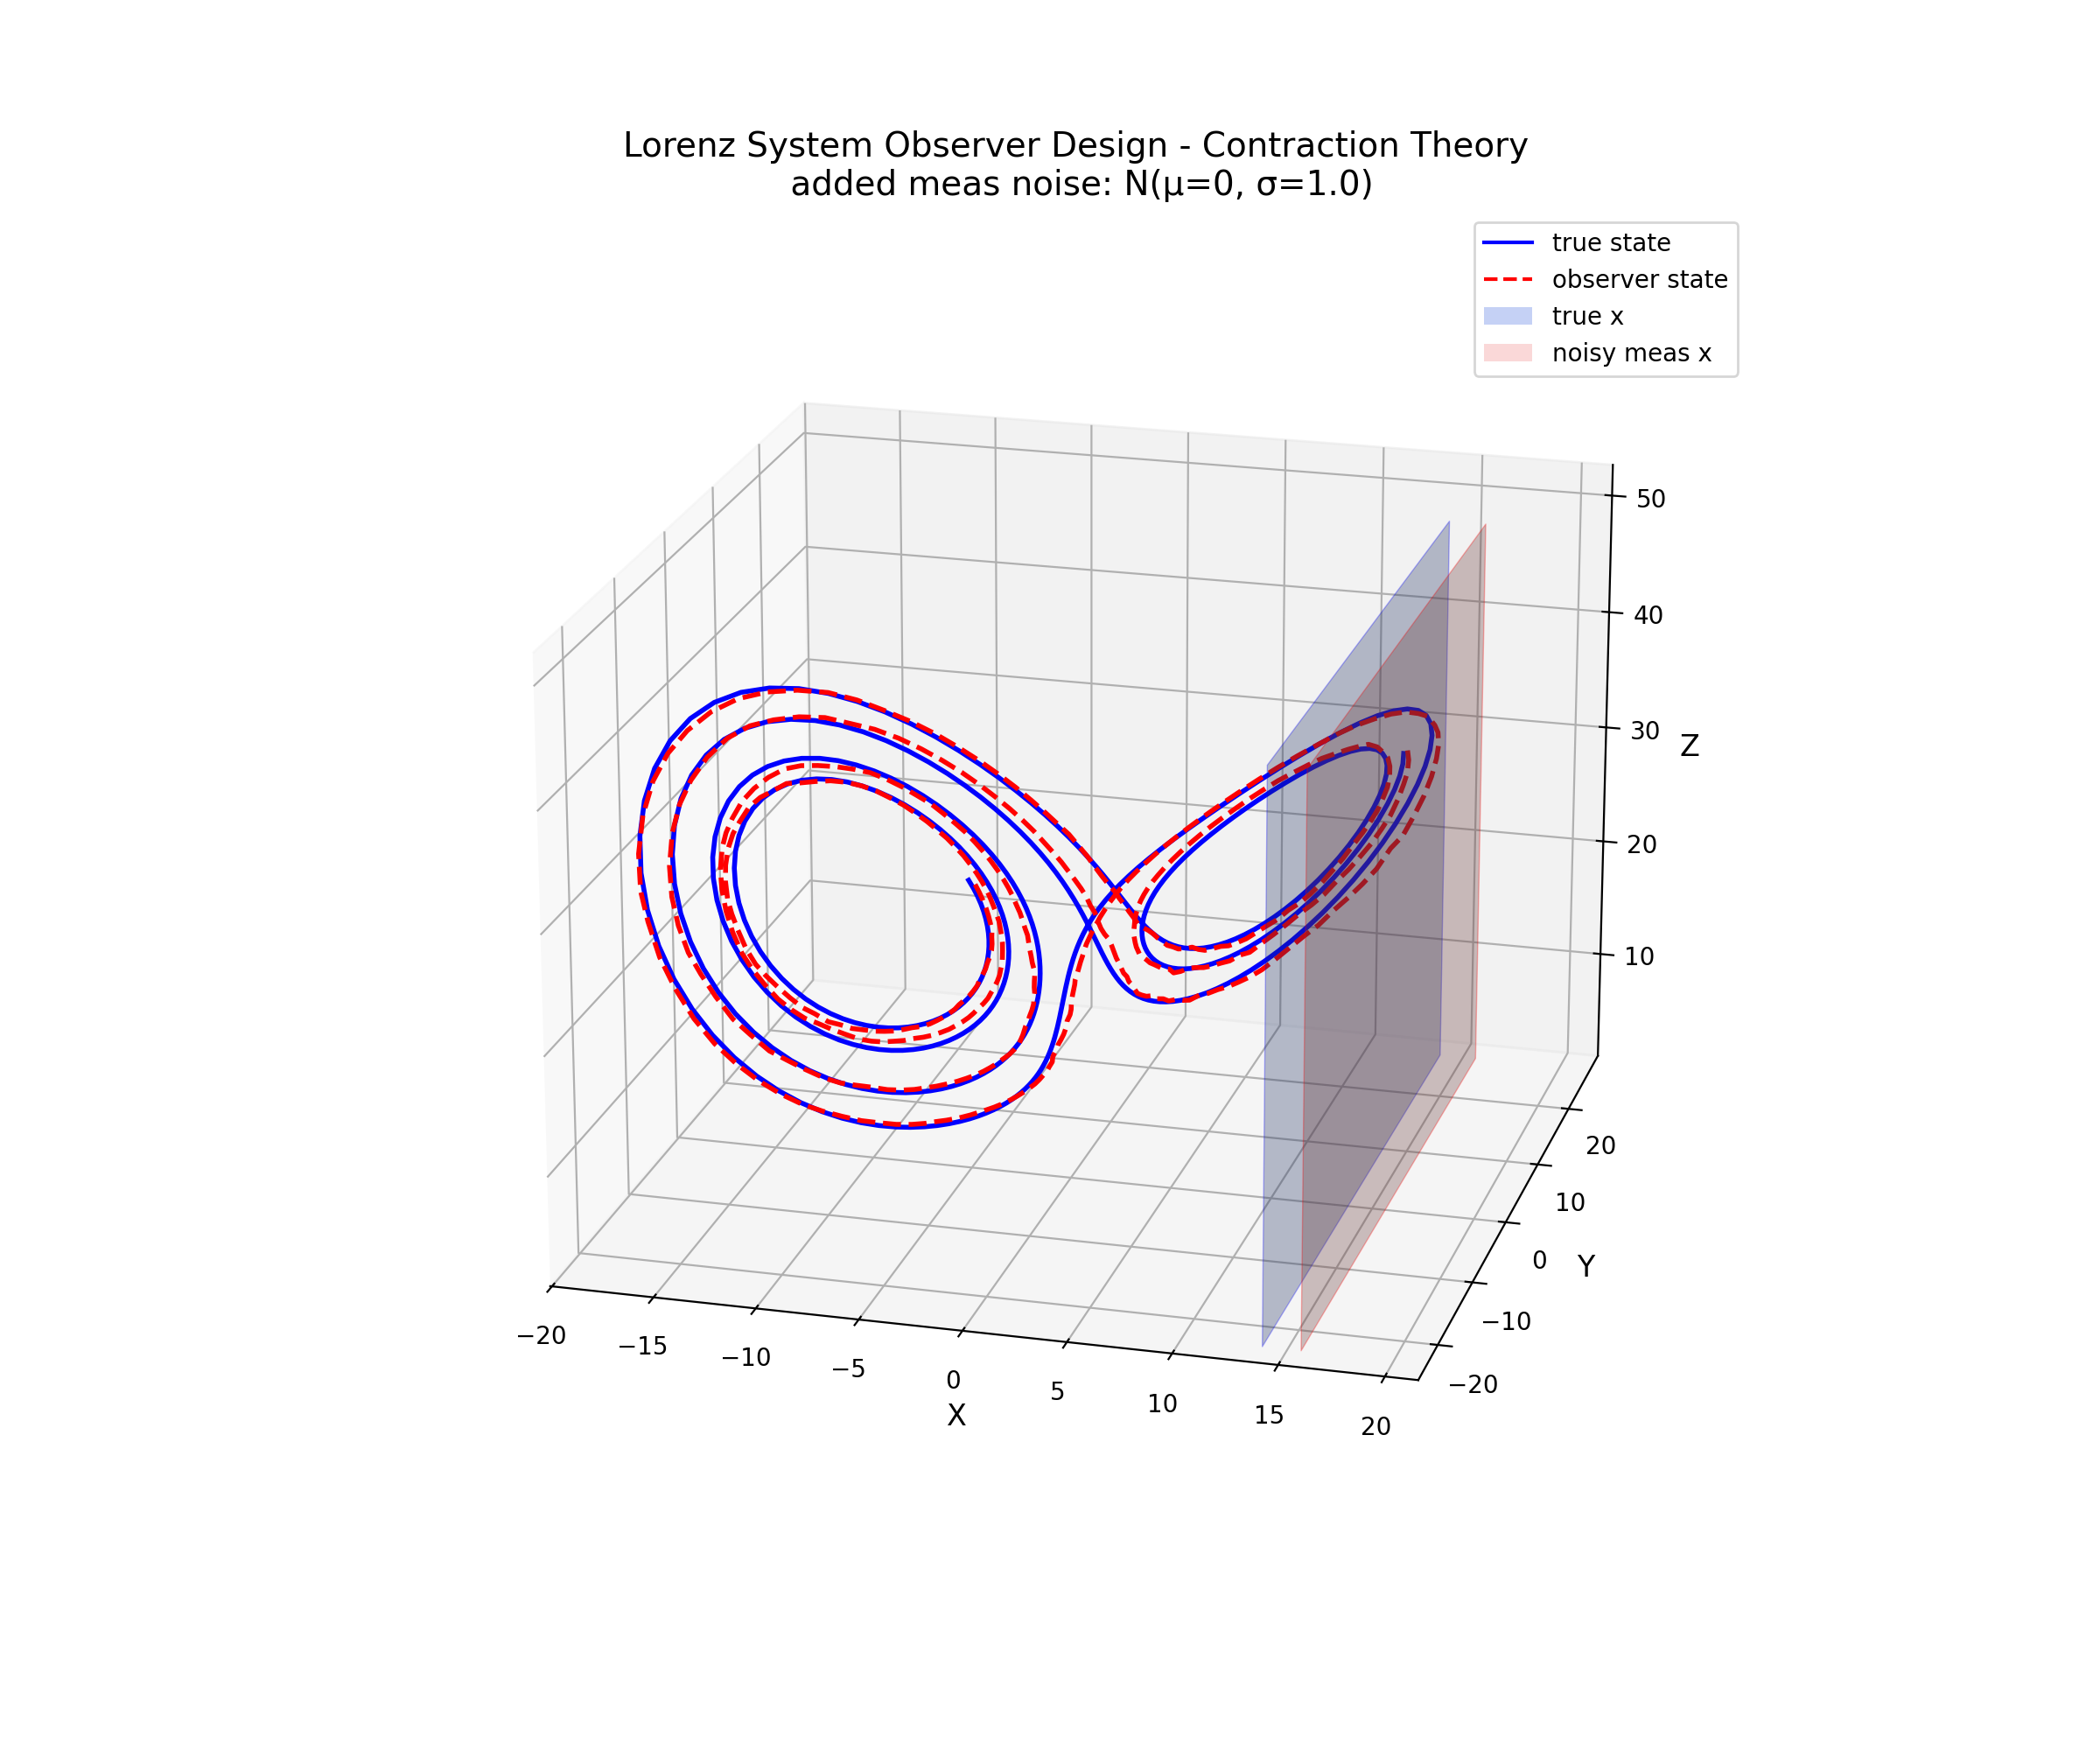 Lorenz System Observer Design - Contraction Theory
added meas noise: N(μ=0, σ=1.0)
true state
observer state
true x
noisy meas x
50
40
30
Z
20
10
20
10
0
Y
−10
−20
−20
−15
−10
−5
0
5
10
15
20
X